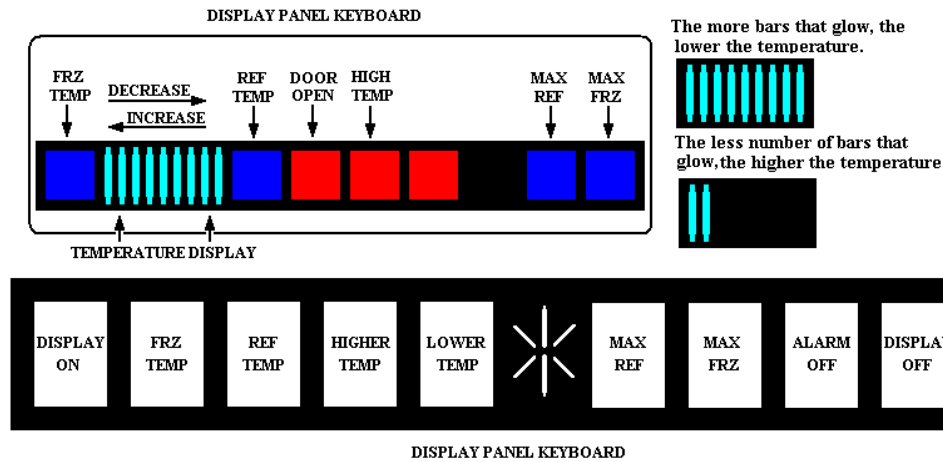 DISPLAY PANEL KEYBOARD
The more bars that glow, the
lower the temperature.
FRZ
TEMP
DECREASE
INCREASE
REF
TEMP
DOOR
OPEN
HIGH
TEMP
MAX
REF
MAX
FRZ
The less number of bars that
glow, the higher the temperature
TEMPERATURE DISPLAY
DISPLAY
ON
FRZ
TEMP
REF
TEMP
HIGHER
TEMP
LOWER
TEMP
MAX
REF
MAX
FRZ
ALARM
OFF
DISPLAY
OFF
DISPLAY PANEL KEYBOARD